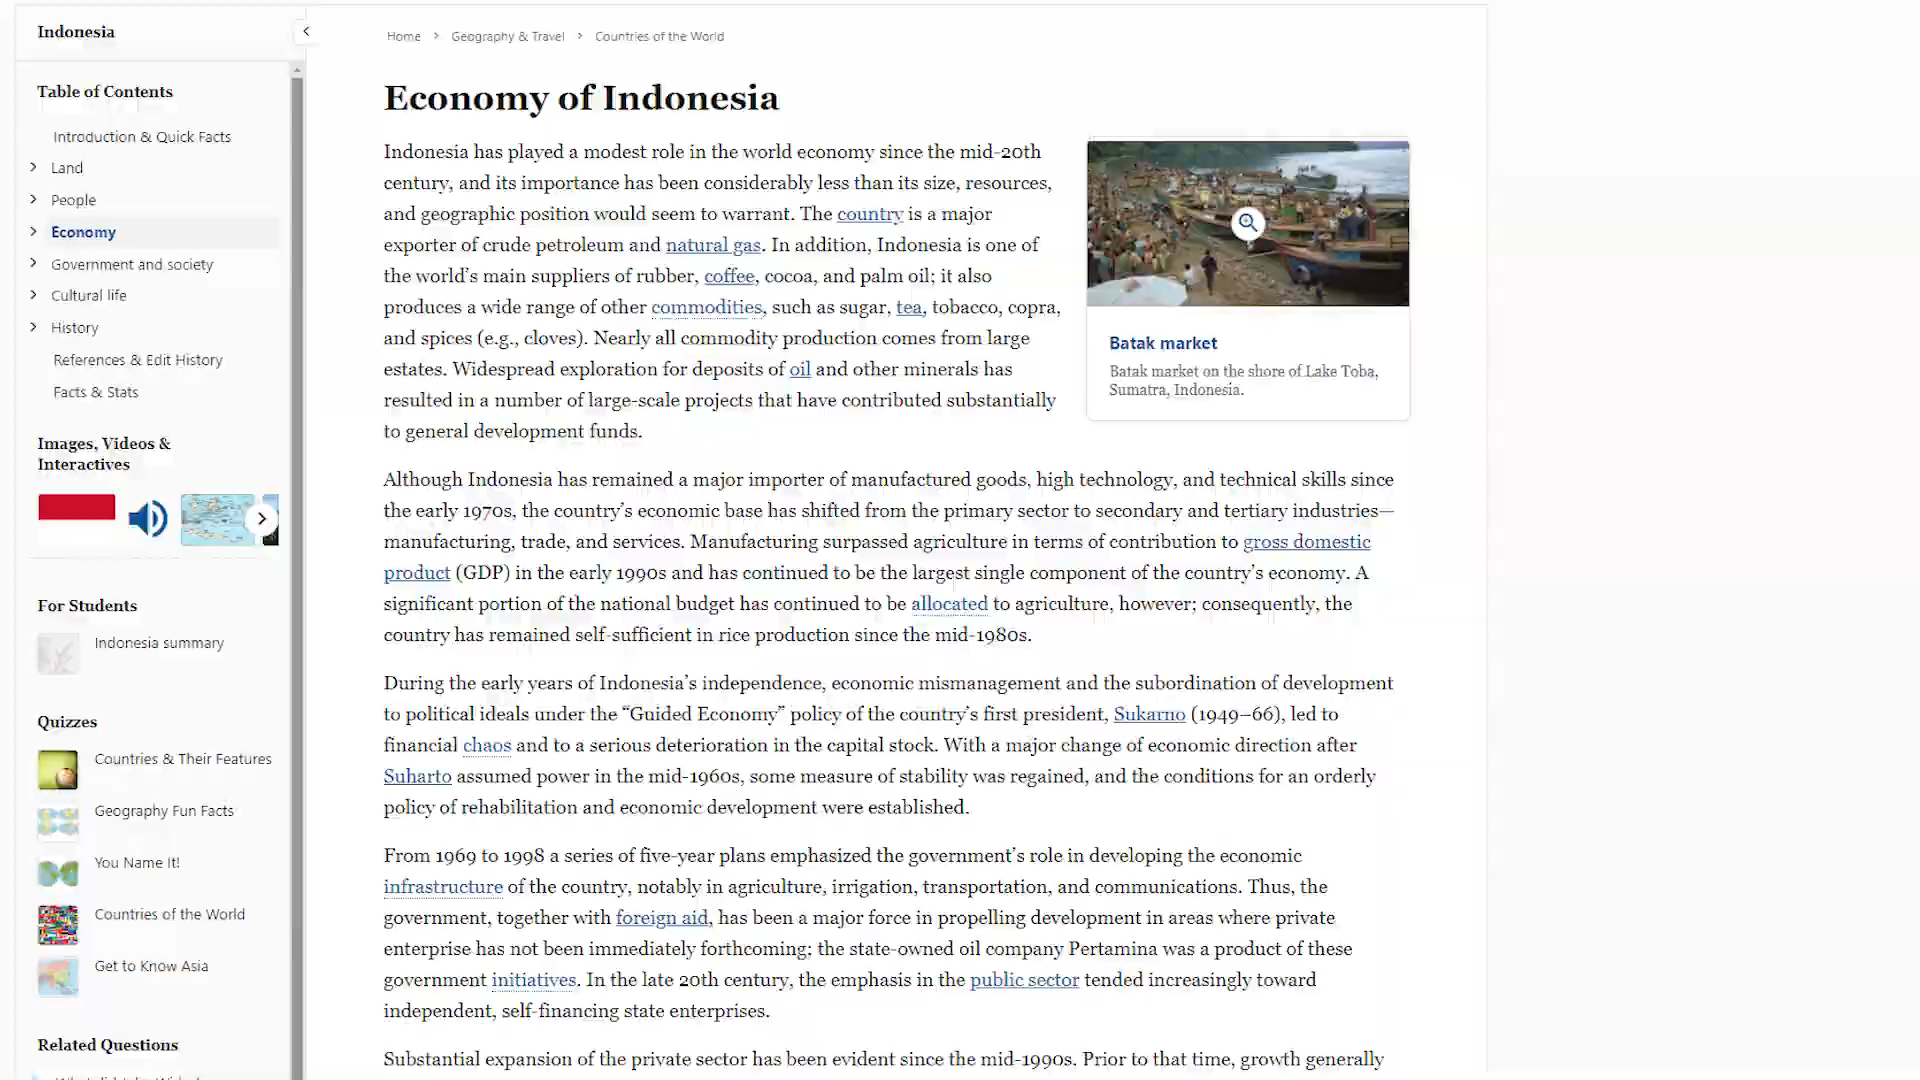 Indonesia
Home > Geography & Travel > Countries of the World
Table of Contents
Introduction & Quick Facts
Land
People
Economy
Government and society
Cultural life
History
References & Edit History
Facts & Stats
Images, Videos &
Interactives
For Students
Indonesia summary
Quizzes
Countries & Their Features
Geography Fun Facts
You Name It!
Countries of the World
Get to Know Asia
Related Questions
Economy of Indonesia
Indonesia has played a modest role in the world economy since the mid-20th
century, and its importance has been considerably less than its size, resources,
and geographic position would seem to warrant. The country is a major
exporter of crude petroleum and natural gas. In addition, Indonesia is one of
the world's main suppliers of rubber, coffee, cocoa, and palm oil; it also
produces a wide range of other commodities, such as sugar, tea, tobacco, copra,
and spices (e.g., cloves). Nearly all commodity production comes from large
estates. Widespread exploration for deposits of oil and other minerals has
resulted in a number of large-scale projects that have contributed substantially
to general development funds.
Batak market
Batak market on the shore of Lake Toba,
Sumatra, Indonesia.
Although Indonesia has remained a major importer of manufactured goods, high technology, and technical skills since
the early 1970s, the country's economic base has shifted from the primary sector to secondary and tertiary industries—
manufacturing, trade, and services. Manufacturing surpassed agriculture in terms of contribution to gross domestic
product (GDP) in the early 1990s and has continued to be the largest single component of the country's economy. A
significant portion of the national budget has continued to be allocated to agriculture, however; consequently, the
country has remained self-sufficient in rice production since the mid-1980s.
During the early years of Indonesia's independence, economic mismanagement and the subordination of development
to political ideals under the “Guided Economy” policy of the country's first president, Sukarno (1949–66), led to
financial chaos and to a serious deterioration in the capital stock. With a major change of economic direction after
Suharto assumed power in the mid-1960s, some measure of stability was regained, and the conditions for an orderly
policy of rehabilitation and economic development were established.
From 1969 to 1998 a series of five-year plans emphasized the government's role in developing the economic
infrastructure of the country, notably in agriculture, irrigation, transportation, and communications. Thus, the
government, together with foreign aid, has been a major force in propelling development in areas where private
enterprise has not been immediately forthcoming; the state-owned oil company Pertamina was a product of these
government initiatives. In the late 20th century, the emphasis in the public sector tended increasingly toward
independent, self-financing state enterprises.
Substantial expansion of the private sector has been evident since the mid-1990s. Prior to that time, growth generally